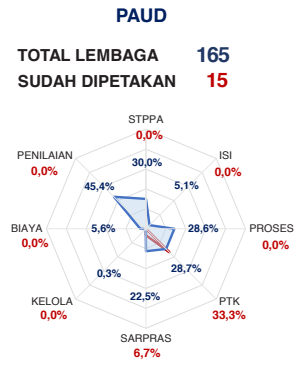 PAUD
TOTAL LEMBAGA 165
SUDAH DIPETAKAN 15
STPPA
0,0%
PENILAIAN
0,0%
ISI
0,0%
30,0%
45,4%
5,1%
BIAYA
0,0%
5,6%
28,6%
PROSES
0,0%
0,3%
28,7%
22,5%
KELOLA
0,0%
PTK
33,3%
SARPRAS
6,7%